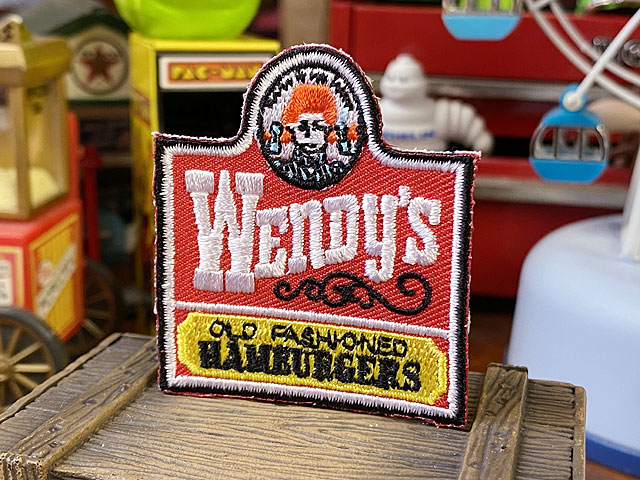 PAC-MAN
WENDY'S
OLD FASHIONED
HAMBURGERS